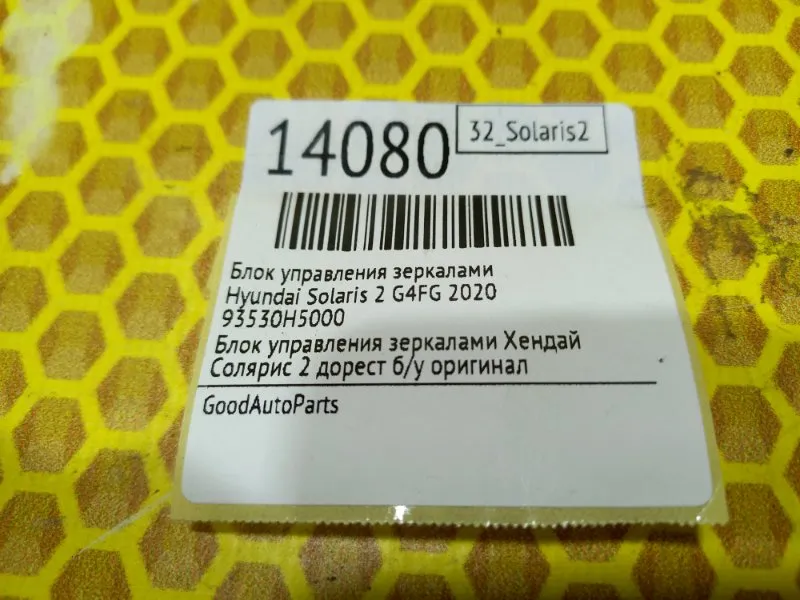 14080
32_Solaris2
Блок управления зеркалами
Hyundai Solaris 2 G4FG 2020
93530H5000
Блок управления зеркалами Хендай
Солярис 2 дорест б/у оригинал
GoodAutoParts